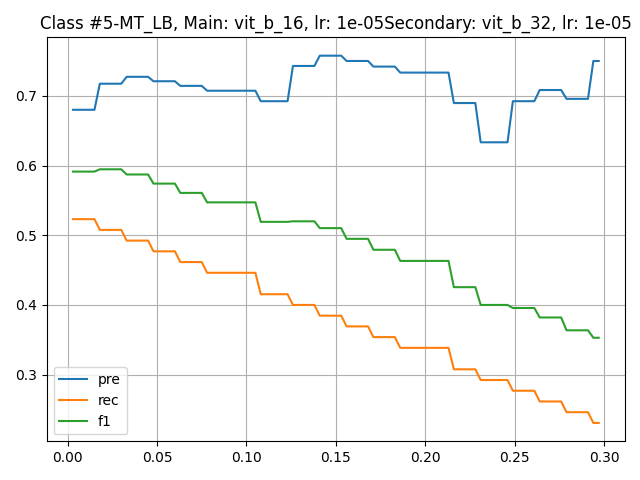 Class #5-MT_LB, Main: vit_b_16, lr: 1e-05Secondary: vit_b_32, lr: 1e-05
0.7
0.6
0.5
0.4
0.3
pre
rec
f1
0.00 0.05 0.10 0.15 0.20 0.25 0.30